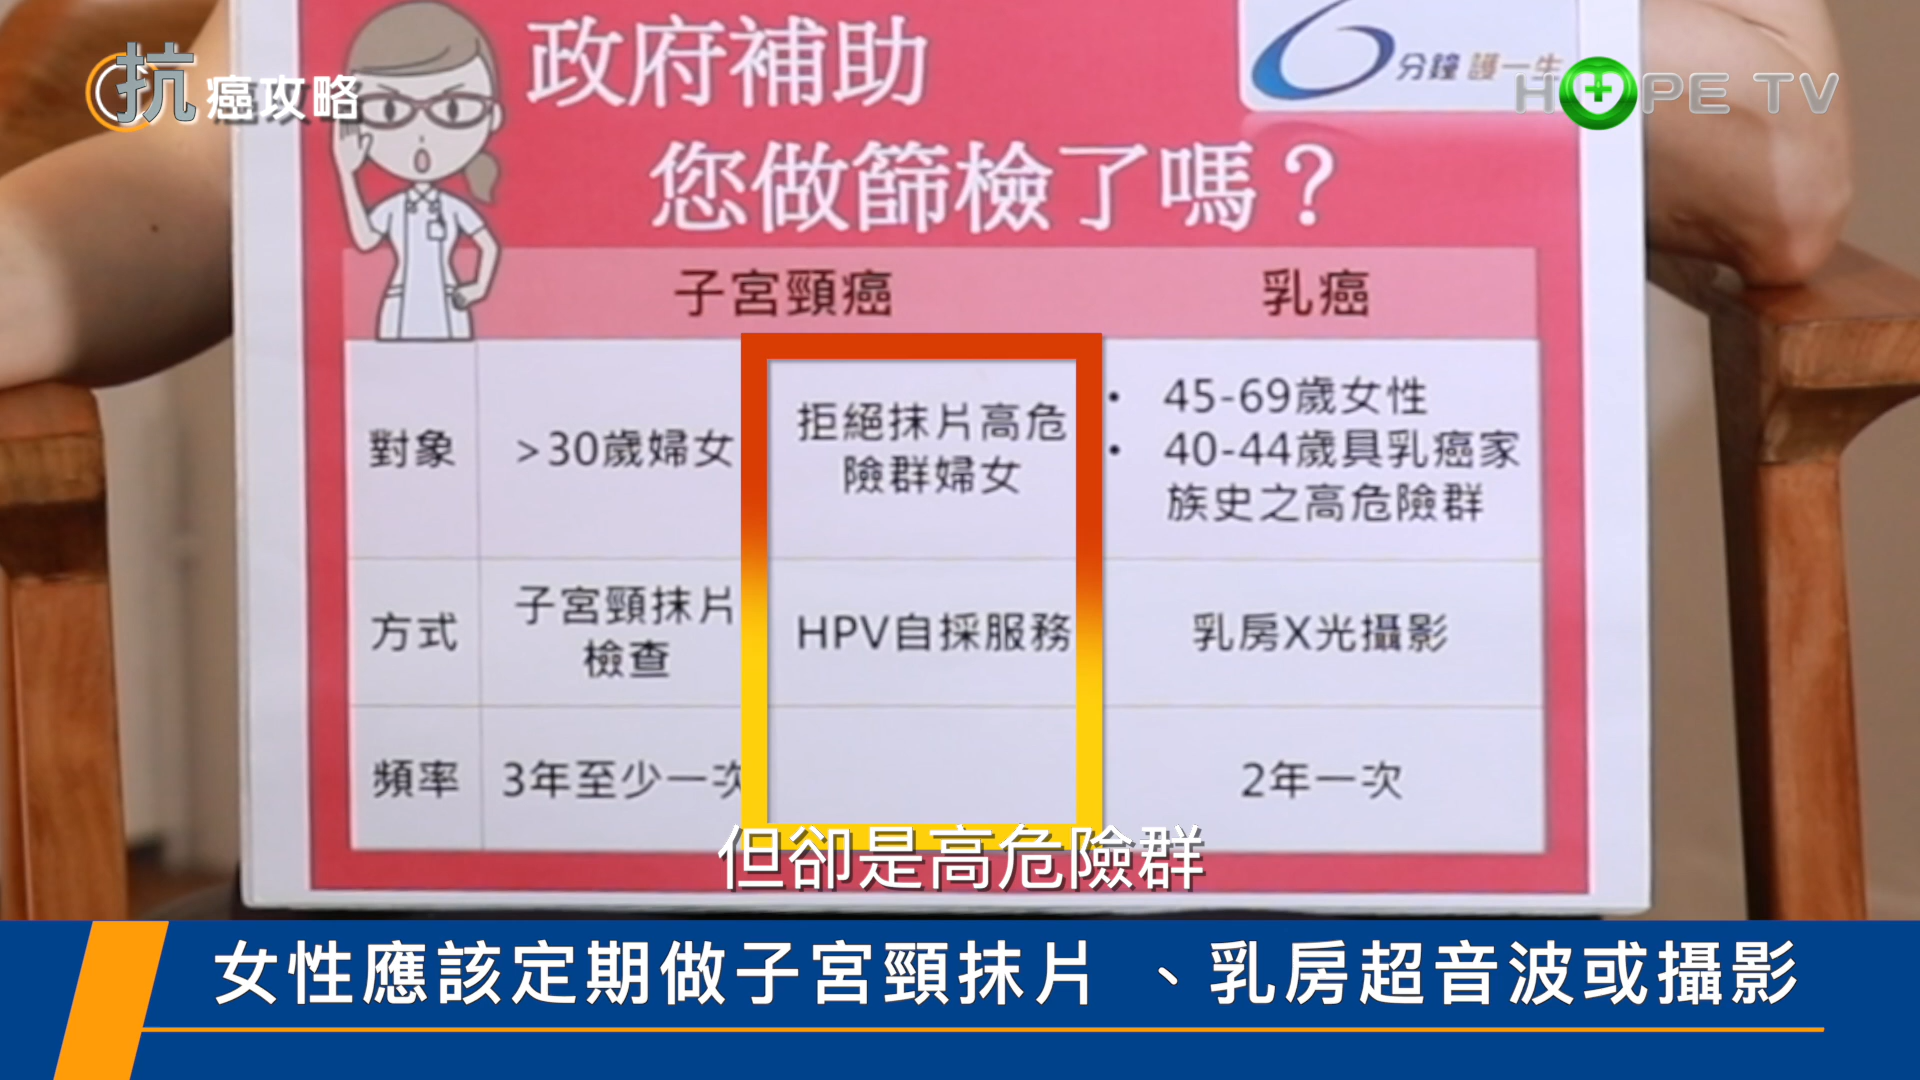 抗癌攻略
HOPE TV
政府補助
6分鐘 護一生
您做篩檢了嗎？
子宮頸癌 乳癌
對象 >30歲婦女 拒絕抹片高危險群婦女 • 45-69歲女性
• 40-44歲具乳癌家
族史之高危險群
方式 子宮頸抹片
檢查 HPV自採服務 乳房X光攝影
頻率 3年至少一次 2年一次
但卻是高危險群
女性應該定期做子宮頸抹片 、乳房超音波或攝影